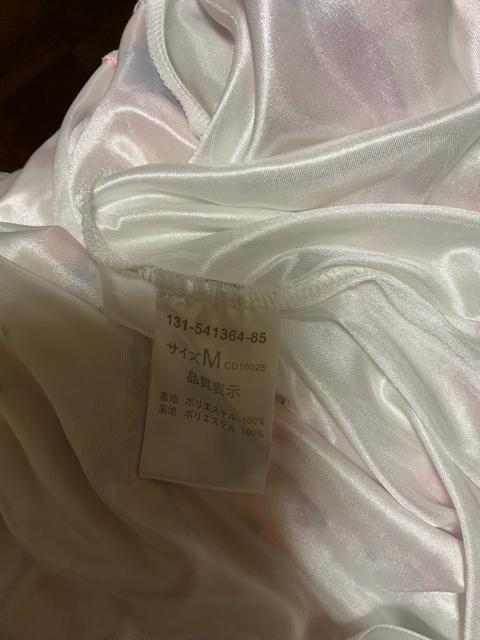 131-541364-85
サイズM CD10025
品質表示
表地 ポリエステル 100%
裏地 ポリエステル 100%